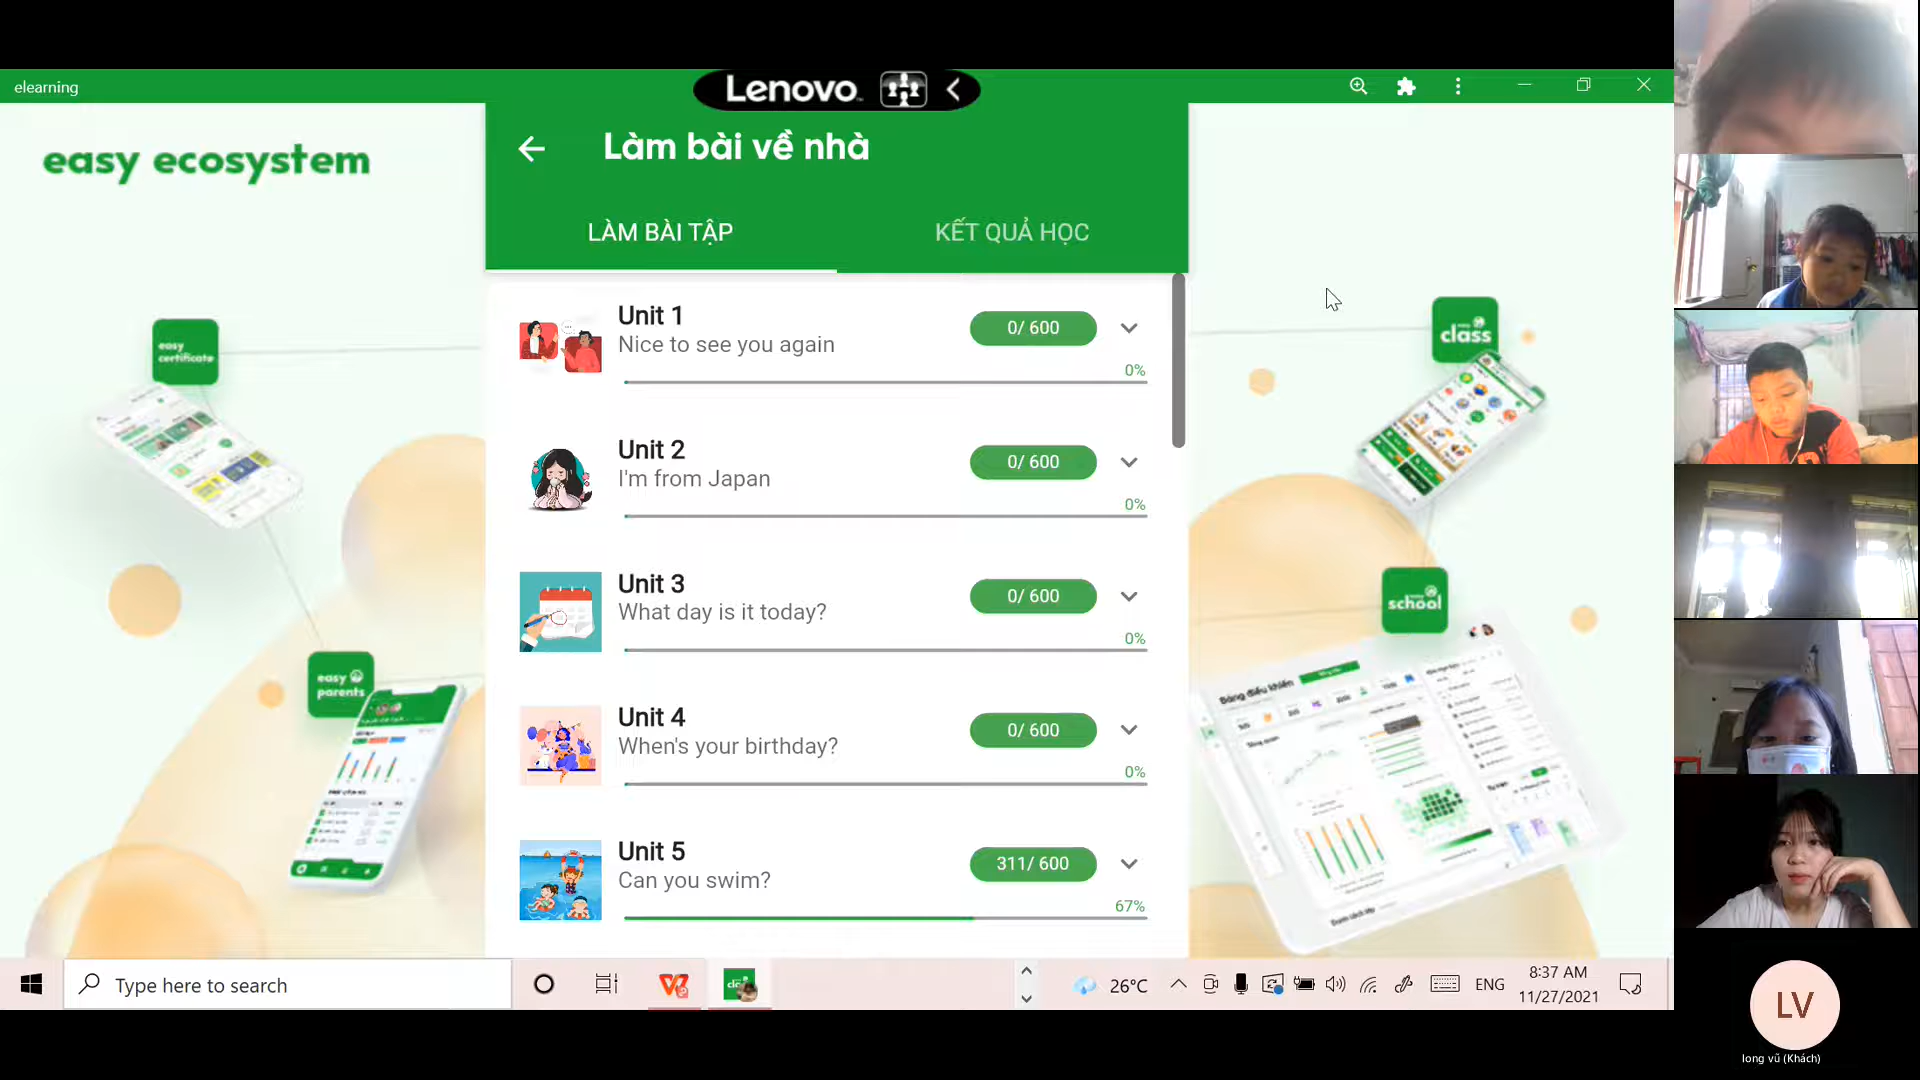 elearning
Lenovo
easy ecosystem
Làm bài về nhà
LÀM BÀI TẬP
KẾT QUẢ HỌC
Unit 1
Nice to see you again
0/ 600
0%
Unit 2
I'm from Japan
0/ 600
0%
Unit 3
What day is it today?
0/ 600
0%
Unit 4
When's your birthday?
0/ 600
0%
Unit 5
Can you swim?
311/ 600
67%
easy
certificate
easy
parents
class
school
Bảng điều khiển
Type here to search
26°C
ENG
8:37 AM
11/27/2021
LV
long vũ (Khách)